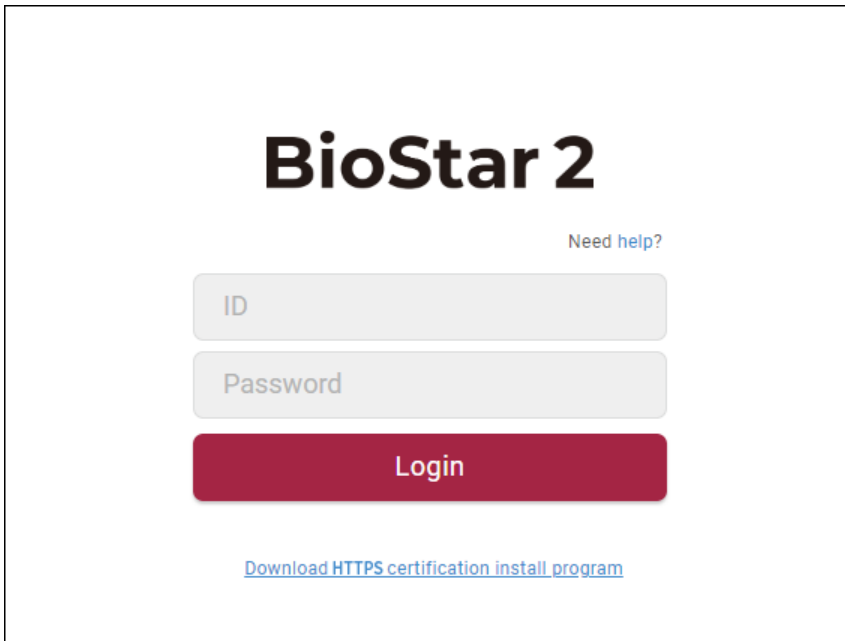 BioStar 2
Need help?
ID
Password
Login
Download HTTPS certification install program